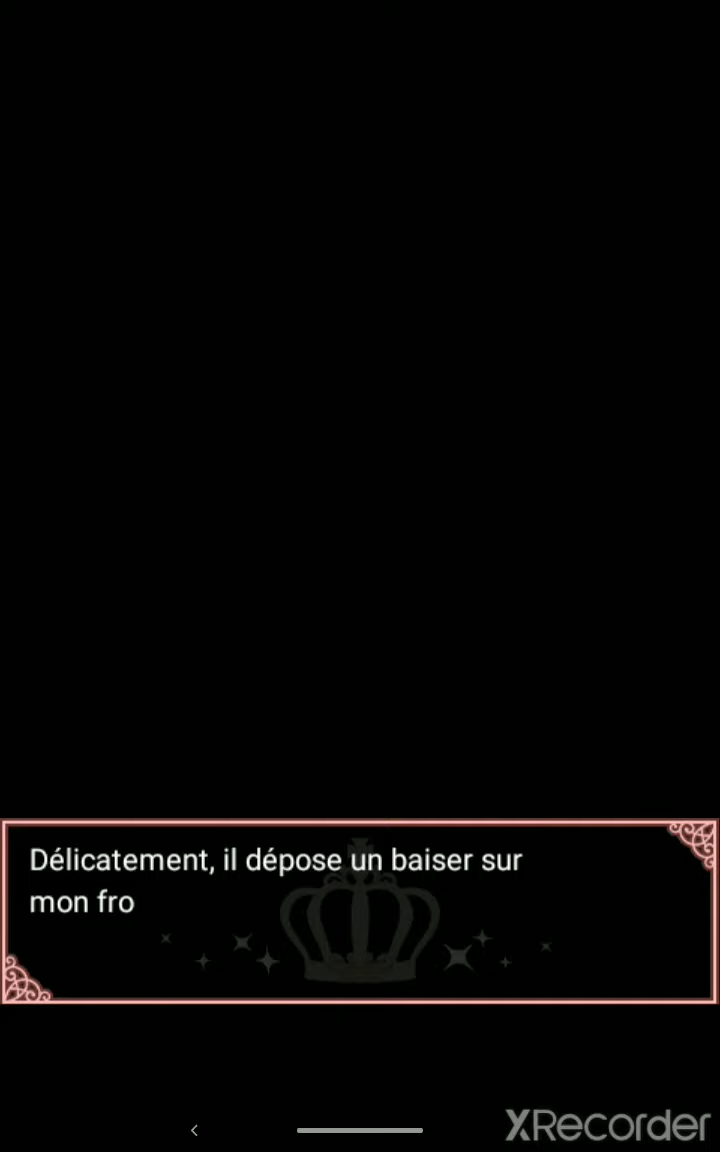 Délicatement, il dépose un baiser sur
mon fro
XRecorder